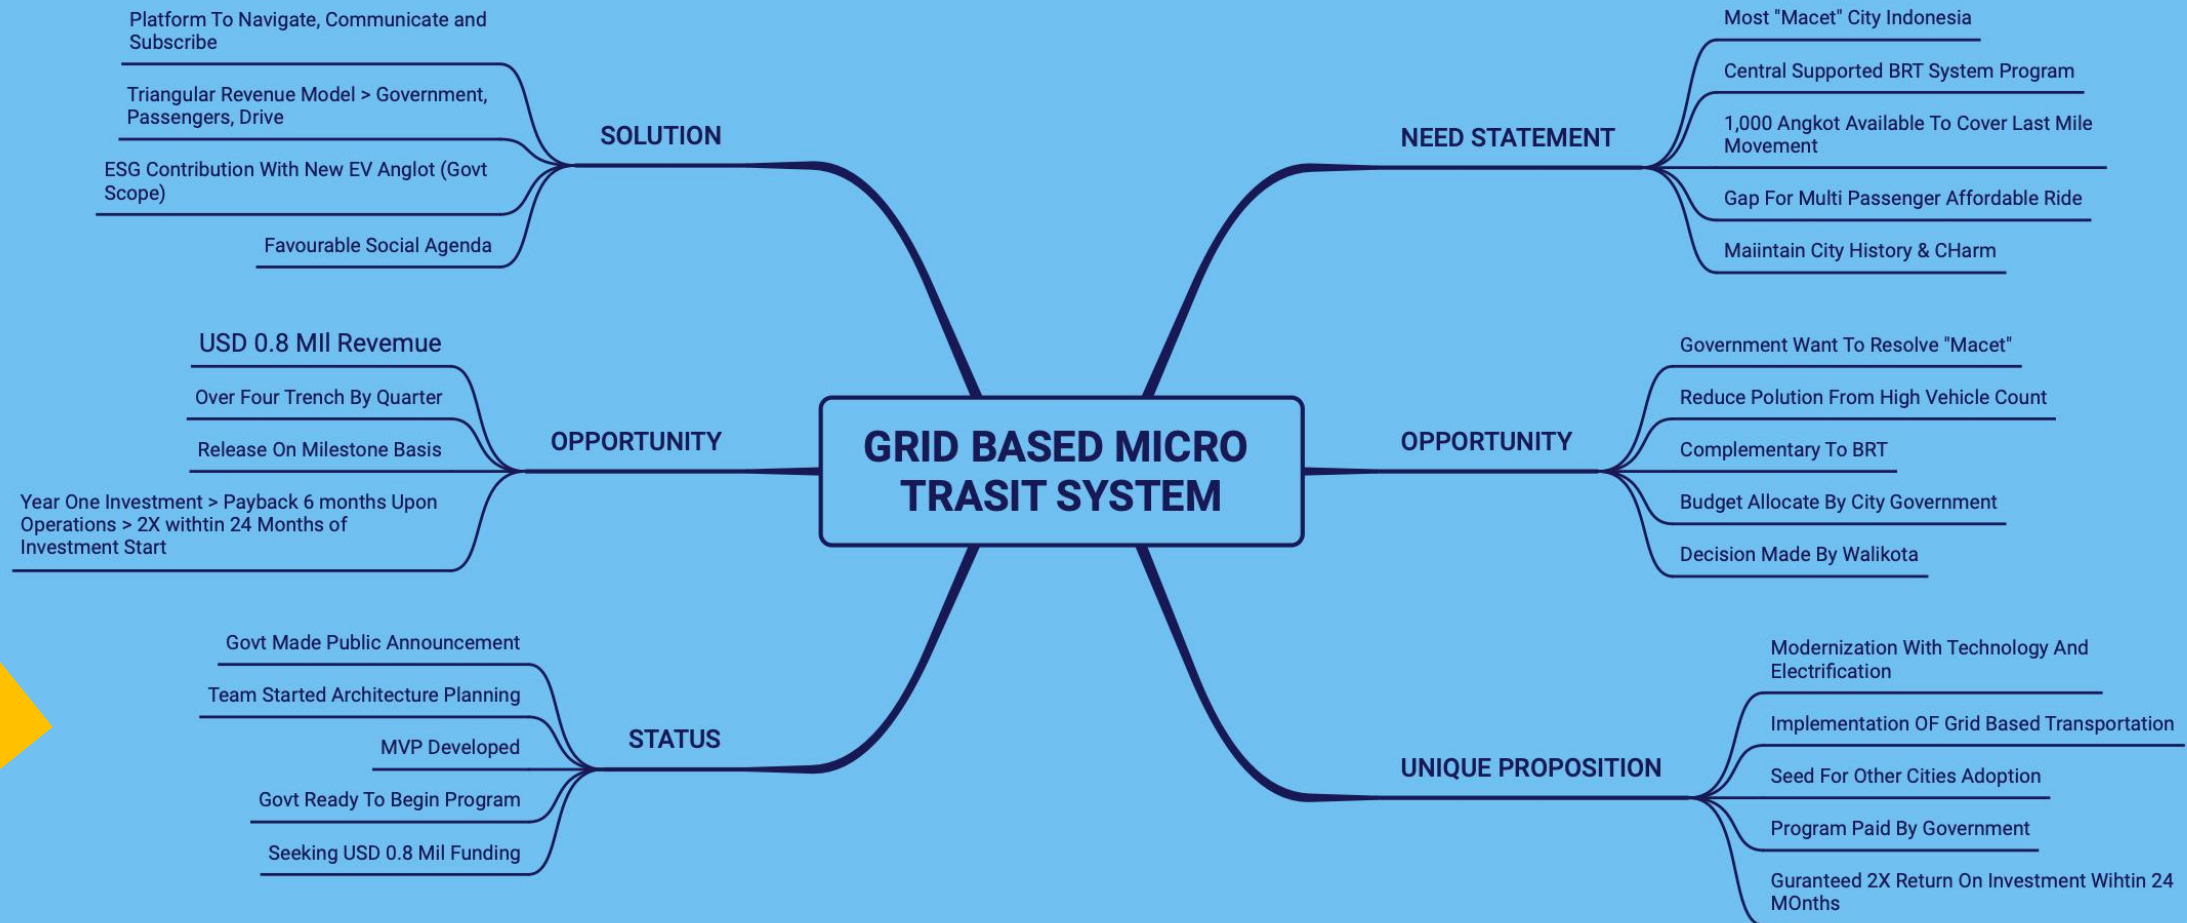 GRID BASED MICRO
TRASIT SYSTEM
SOLUTION
Platform To Navigate, Communicate and
Subscribe
Triangular Revenue Model > Government,
Passengers, Drive
ESG Contribution With New EV Anglot (Govt
Scope)
Favourable Social Agenda
OPPORTUNITY
USD 0.8 MIl Revemue
Over Four Trench By Quarter
Release On Milestone Basis
Year One Investment > Payback 6 months Upon
Operations > 2X withtin 24 Months of
Investment Start
STATUS
Govt Made Public Announcement
Team Started Architecture Planning
MVP Developed
Govt Ready To Begin Program
Seeking USD 0.8 Mil Funding
NEED STATEMENT
Most "Macet" City Indonesia
Central Supported BRT System Program
1,000 Angkot Available To Cover Last Mile
Movement
Gap For Multi Passenger Affordable Ride
Maiintain City History & CHarm
OPPORTUNITY
Government Want To Resolve "Macet"
Reduce Polution From High Vehicle Count
Complementary To BRT
Budget Allocate By City Government
Decision Made By Walikota
UNIQUE PROPOSITION
Modernization With Technology And
Electrification
Implementation OF Grid Based Transportation
Seed For Other Cities Adoption
Program Paid By Government
Guranteed 2X Return On Investment Wihtin 24
MOnths